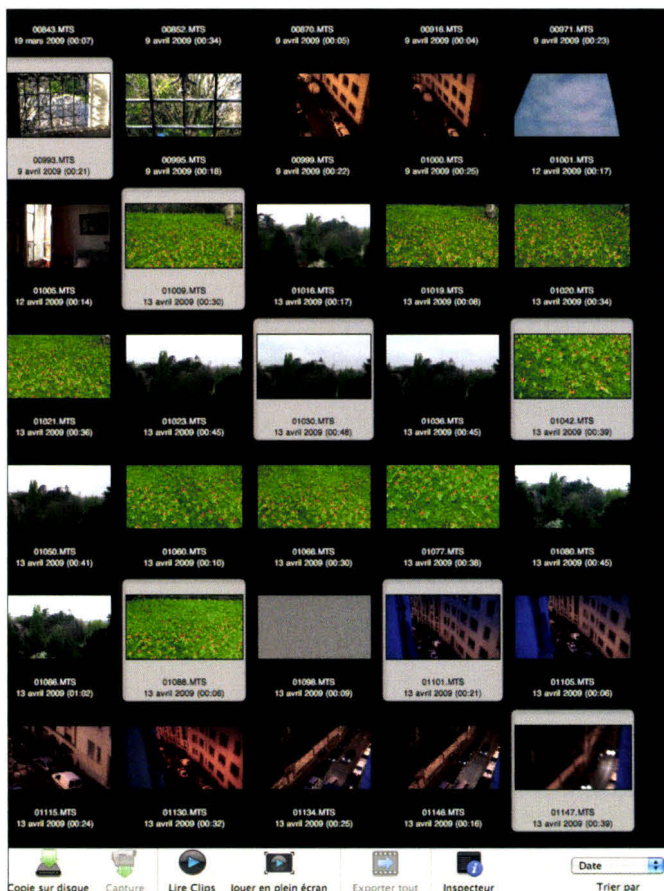 00843.MTS 00852.MTS 00870.MTS 00916.MTS 00971.MTS
19 mars 2009 (00:07) 9 avril 2009 (00:34) 9 avril 2009 (00:05) 9 avril 2009 (00:04) 9 avril 2009 (00:23)
00993.MTS 00995.MTS 00999.MTS 01000.MTS 01001.MTS
9 avril 2009 (00:21) 9 avril 2009 (00:18) 9 avril 2009 (00:22) 9 avril 2009 (00:25) 12 avril 2009 (00:17)
01005.MTS 01009.MTS 01016.MTS 01019.MTS 01020.MTS
12 avril 2009 (00:14) 13 avril 2009 (00:30) 13 avril 2009 (00:17) 13 avril 2009 (00:08) 13 avril 2009 (00:34)
01021.MTS 01023.MTS 01030.MTS 01036.MTS 01042.MTS
13 avril 2009 (00:36) 13 avril 2009 (00:45) 13 avril 2009 (00:48) 13 avril 2009 (00:45) 13 avril 2009 (00:39)
01050.MTS 01060.MTS 01066.MTS 01077.MTS 01080.MTS
13 avril 2009 (00:41) 13 avril 2009 (00:10) 13 avril 2009 (00:30) 13 avril 2009 (00:38) 13 avril 2009 (00:45)
01086.MTS 01088.MTS 01098.MTS 01101.MTS 01105.MTS
13 avril 2009 (01:02) 13 avril 2009 (00:06) 13 avril 2009 (00:09) 13 avril 2009 (00:21) 13 avril 2009 (00:06)
01115.MTS 01130.MTS 01134.MTS 01146.MTS 01147.MTS
13 avril 2009 (00:24) 13 avril 2009 (00:32) 13 avril 2009 (00:25) 13 avril 2009 (00:16) 13 avril 2009 (00:39)
Date
Copie sur disque Capture Lire Clips Jouer en plein écran Exporter tout Inspecteur Trier par